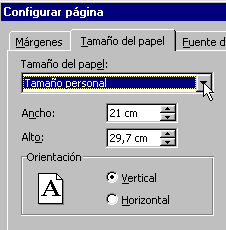 Configurar página
Márgenes Tamaño del papel Fuente d
Tamaño del papel:
Tamaño personal
Ancho: 21 cm
Alto: 29,7 cm
Orientación
A Vertical
Horizontal